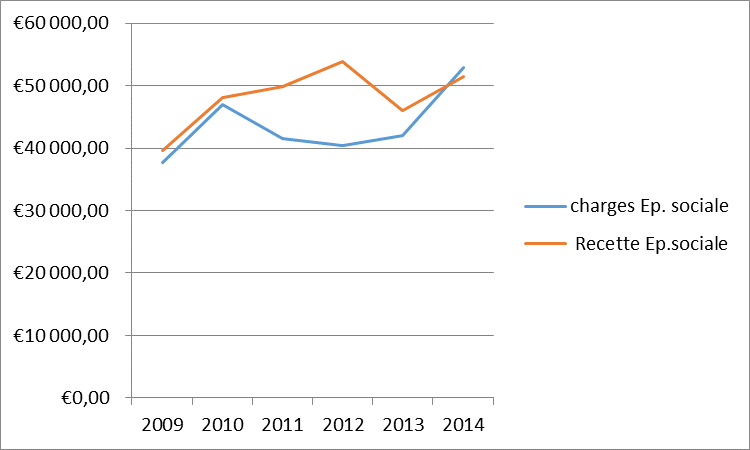 €60 000,00
€50 000,00
€40 000,00
€30 000,00
€20 000,00
€10 000,00
€0,00
2009 2010 2011 2012 2013 2014
charges Ep. sociale
Recette Ep.sociale